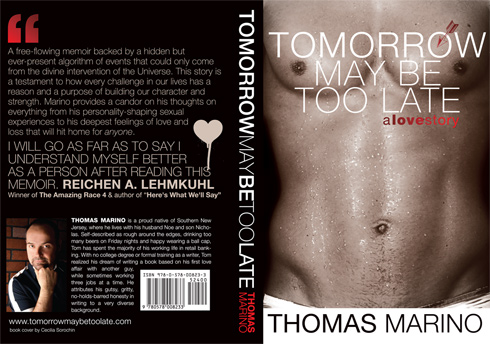 A free-flowing memoir backed by a hidden but
ever-present algorithm of events that could only come
from the divine intervention of the Universe. This story is
a testament to how every challenge in our lives has a
reason and a purpose of building our character and
strength. Marino provides a candor on his thoughts on
everything from his personality-shaping sexual
experiences to his deepest feelings of love and
loss that will hit home for anyone.
I WILL GO AS FAR AS TO SAY I
UNDERSTAND MYSELF BETTER
AS A PERSON AFTER READING THIS
MEMOIR. REICHEN A. LEHMKUHL
Winner of The Amazing Race 4 & author of "Here's What We'll Say"
THOMAS MARINO is a proud native of Southern New
Jersey, where he lives with his husband Noe and son Nicho-
las. Self-described as rough around the edges, drinking too
many beers on Friday nights and happy wearing a ball cap,
Tom has spent the majority of his working life in retail bank-
ing. With no college degree or formal training as a writer, Tom
realized his dream of writing a book based on his first love
affair with another guy,
while sometimes working
three jobs at a time. He
attributes his gutsy, gritty,
no-holds-barred honesty in
writing to a very diverse
background.
ISBN 978-0-578-00823-3
51400
9 780578 008233
www.tomorrowmaybetoolate.com
book cover by Cecilia Sorochin
TOMORROWMAYBETOOLATE
THOMAS
MARINO
TOMORROW
MAY BE
TOO LATE
a love story
THOMAS MARINO